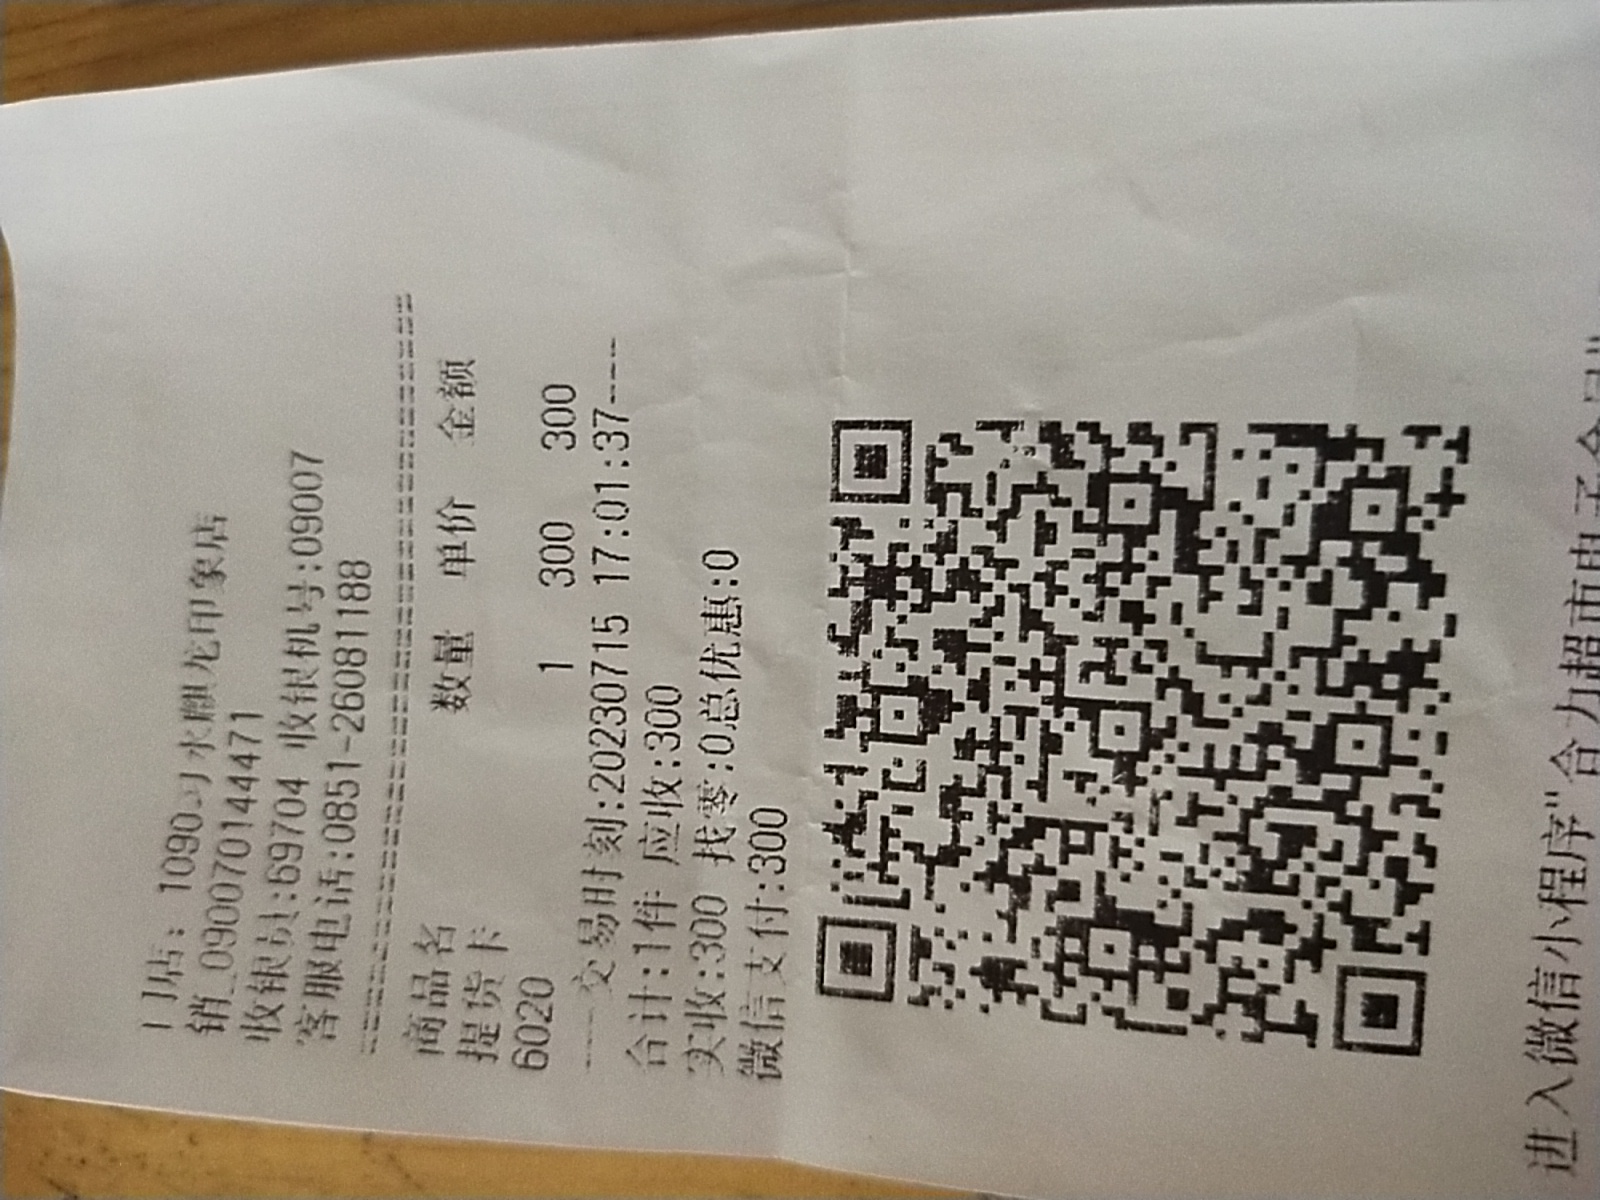 门店: 1090习水麒龙印象店
销_0900701444471
收银员:69704 收银机号:09007
客服电话:0851-26081188
商品名 数量 单价 金额
提货卡
6020 1 300 300
----交易时刻:20230715 17:01:37----
合计:1件 应收:300
实收:300 找零:0总优惠:0
微信支付:300
进入微信小程序"合力超市电子会员"